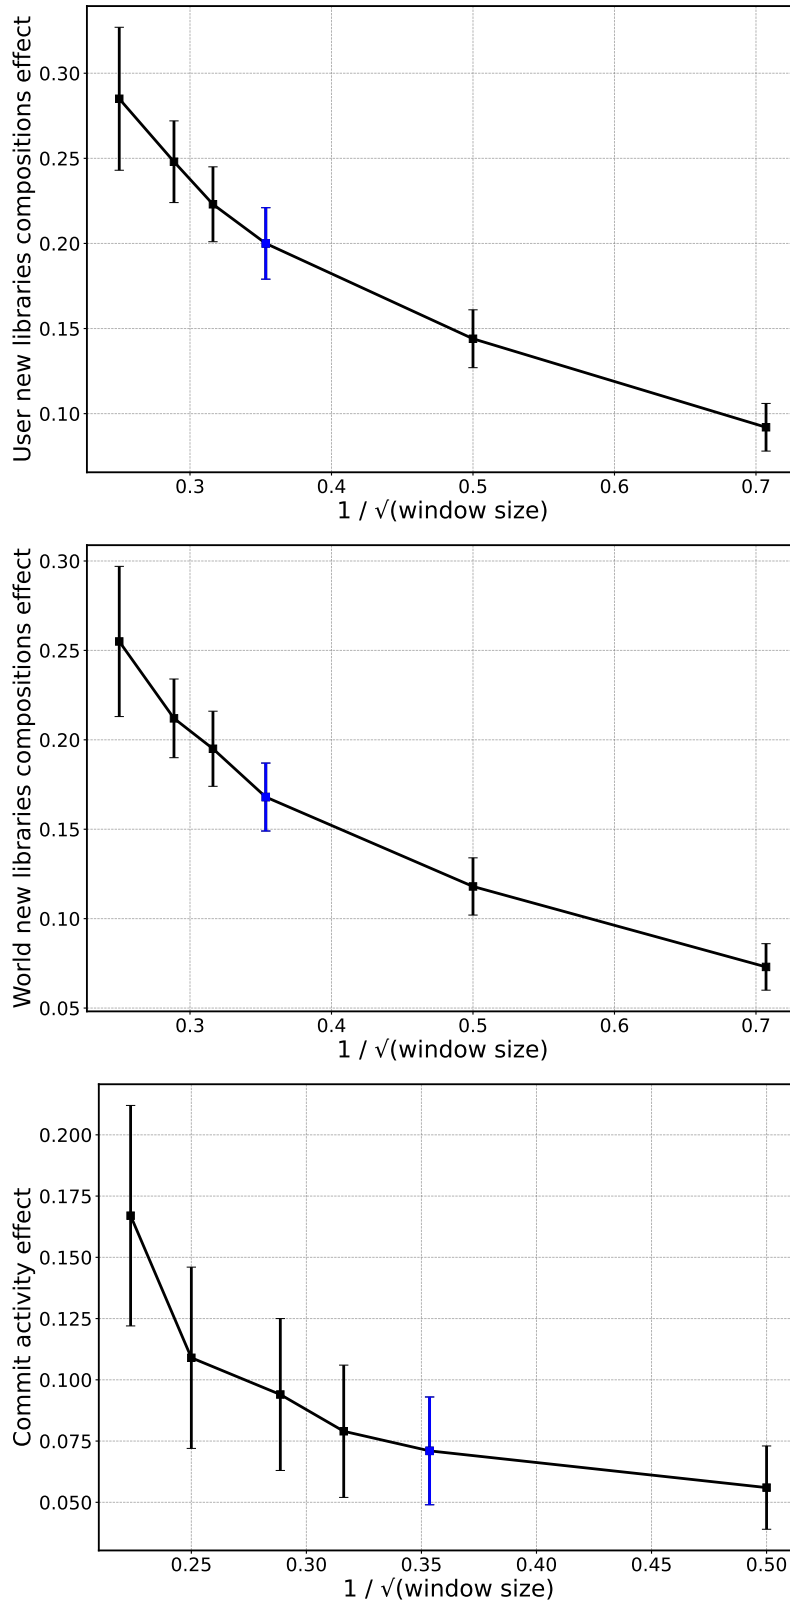 User new libraries compositions effect
0.30
0.25
0.20
0.15
0.10
0.3 0.4 0.5 0.6 0.7
1 / √(window size)
World new libraries compositions effect
0.30
0.25
0.20
0.15
0.10
0.05
0.3 0.4 0.5 0.6 0.7
1 / √(window size)
Commit activity effect
0.200
0.175
0.150
0.125
0.100
0.075
0.050
0.25 0.30 0.35 0.40 0.45 0.50
1 / √(window size)